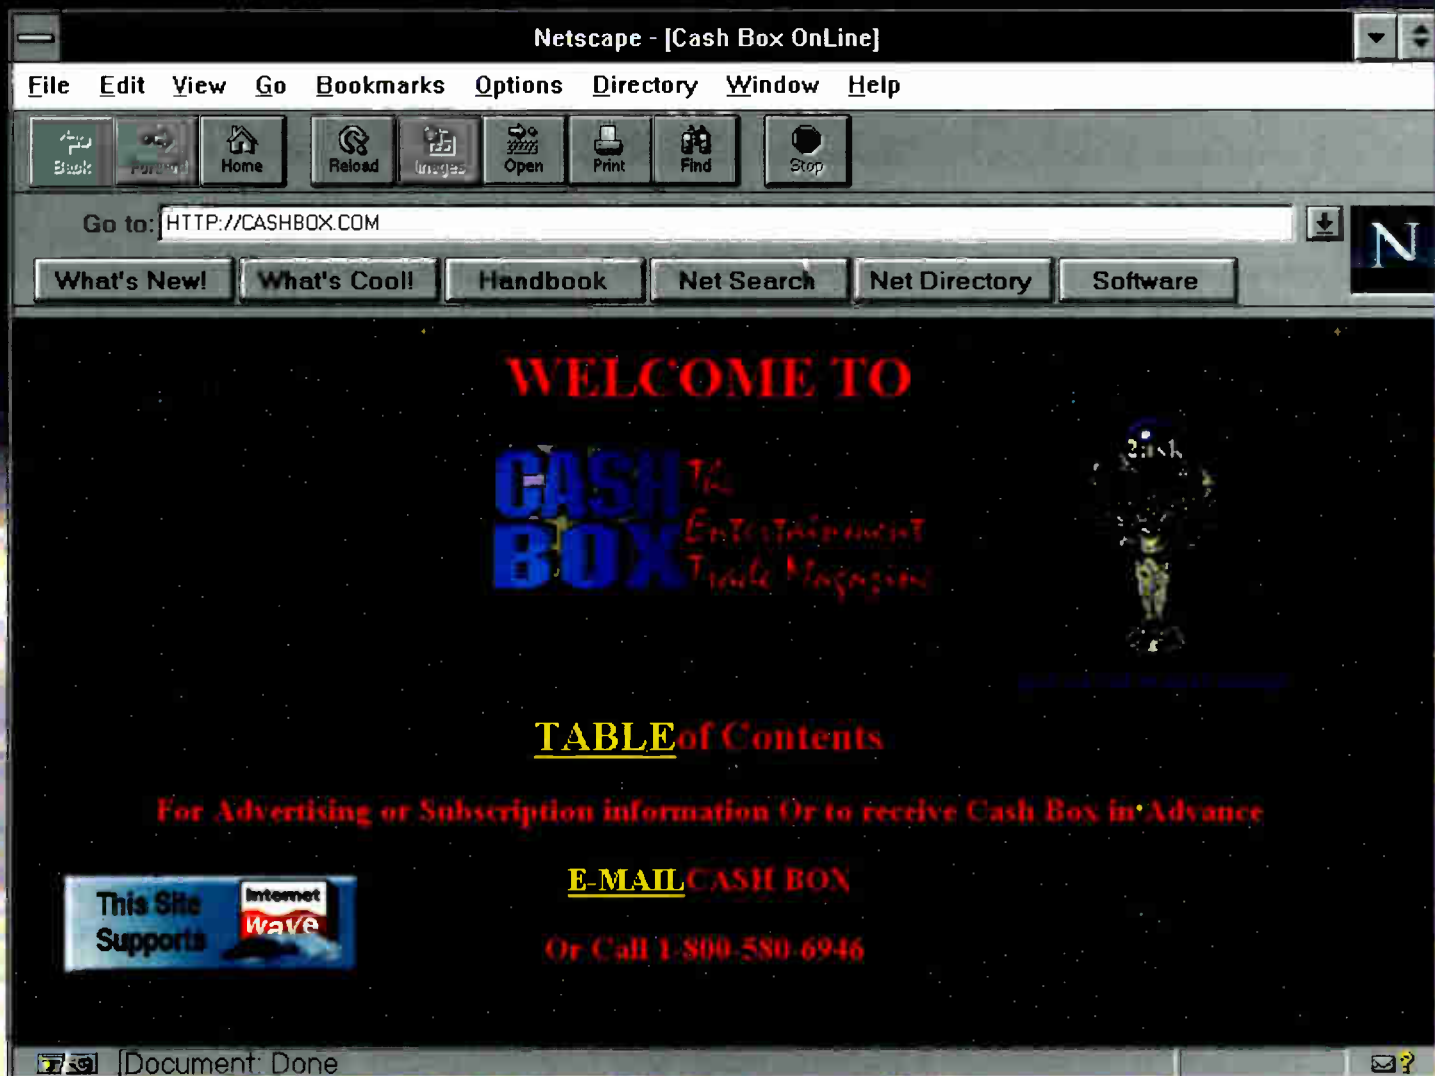 Netscape - [Cash Box OnLine]
File Edit View Go Bookmarks Options Directory Window Help
Back Forward Home Reload Images Open Print Find Stop
Go to: HTTP://CASHBOX.COM
N
What's New! What's Cool! Handbook Net Search Net Directory Software
WELCOME TO
CASH BOX
The Entertainment Trade Magazine
TABLE of Contents
For Advertising or Subscription information Or to receive Cash Box in Advance
E-MAIL CASH BOX
Or Call 1-800-580-6946
This Site Supports
Internet wave
Document: Done